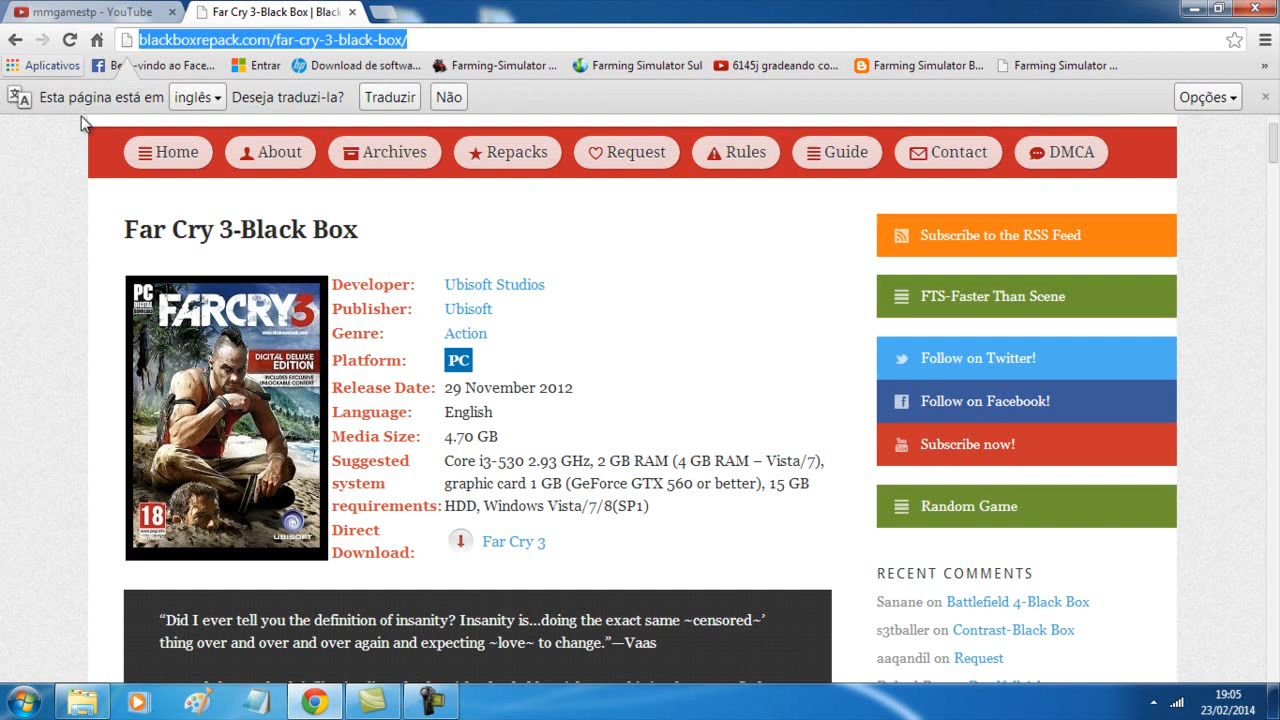 mmgamestp - YouTube
Far Cry 3-Black Box | Black
blackboxrepack.com/far-cry-3-black-box/
Aplicativos
ao Face...
Entrar
Download de softwa...
Farming-Simulator ...
Farming Simulator Sul
6145j gradeando co...
Farming Simulator B...
Farming Simulator ...
Esta página está em inglês Deseja traduzi-la? Traduzir Não Opções
Home
About
Archives
Repacks
Request
Rules
Guide
Contact
DMCA
Far Cry 3-Black Box
PC
DIGITAL
FARCRY3
DIGITAL DELUXE
EDITION
INCLUDES EXCLUSIVE
UNLOCKABLE CONTENT
18
UBISOFT
Developer: Ubisoft Studios
Publisher: Ubisoft
Genre: Action
Platform: PC
Release Date: 29 November 2012
Language: English
Media Size: 4.70 GB
Suggested system requirements: Core i3-530 2.93 GHz, 2 GB RAM (4 GB RAM – Vista/7),
graphic card 1 GB (GeForce GTX 560 or better), 15 GB
HDD, Windows Vista/7/8(SP1)
Direct Download: Far Cry 3
“Did I ever tell you the definition of insanity? Insanity is…doing the exact same ~censored~’
thing over and over and over again and expecting ~love~ to change.”—Vaas
Subscribe to the RSS Feed
FTS-Faster Than Scene
Follow on Twitter!
Follow on Facebook!
Subscribe now!
Random Game
RECENT COMMENTS
Sanane on Battlefield 4-Black Box
s3tballer on Contrast-Black Box
aaqandil on Request
19:05
23/02/2014